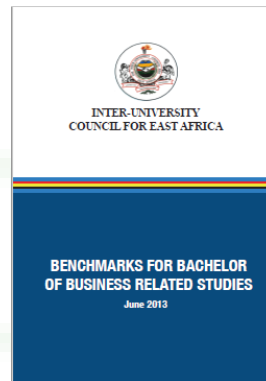 INTER-UNIVERSITY
COUNCIL FOR EAST AFRICA
BENCHMARKS FOR BACHELOR
OF BUSINESS RELATED STUDIES
June 2013